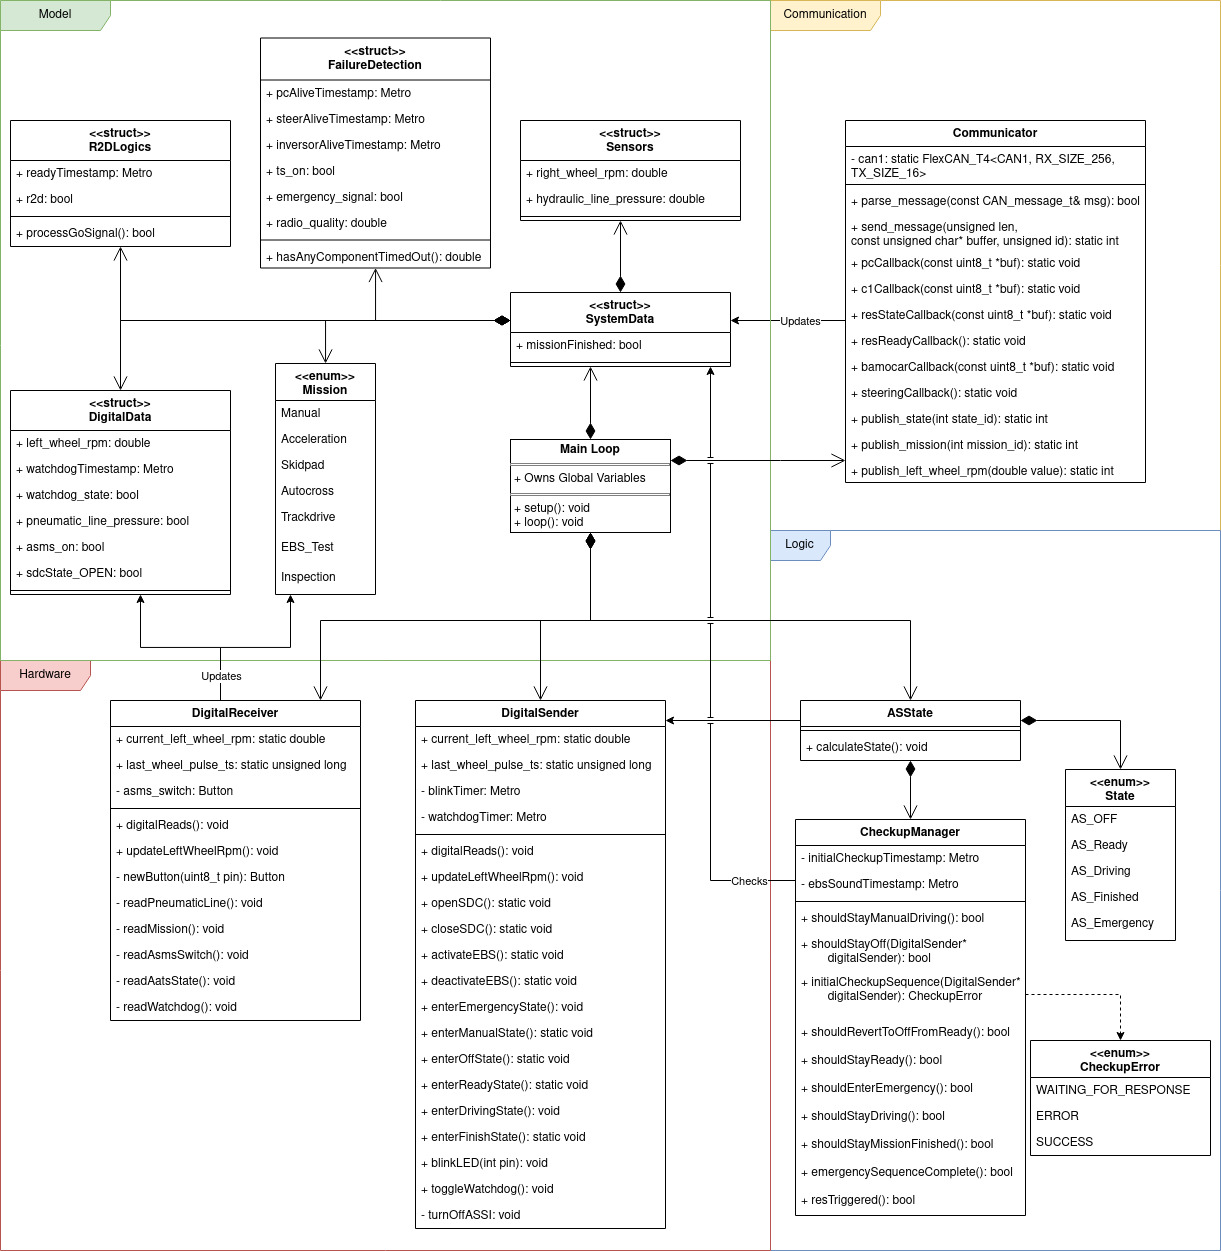 Model
Communication
<<struct>>
FailureDetection
+ pcAliveTimestamp: Metro
+ steerAliveTimestamp: Metro
+ inversorAliveTimestamp: Metro
+ ts_on: bool
+ emergency_signal: bool
+ radio_quality: double
+ hasAnyComponentTimedOut(): double
<<struct>>
R2DLogics
+ readyTimestamp: Metro
+ r2d: bool
+ processGoSignal(): bool
<<struct>>
Sensors
+ right_wheel_rpm: double
+ hydraulic_line_pressure: double
Communicator
- can1: static FlexCAN_T4<CAN1, RX_SIZE_256,
TX_SIZE_16>
+ parse_message(const CAN_message_t& msg): bool
+ send_message(unsigned len,
const unsigned char* buffer, unsigned id): static int
+ pcCallback(const uint8_t *buf): static void
+ c1Callback(const uint8_t *buf): static void
+ resStateCallback(const uint8_t *buf): static void
+ resReadyCallback(): static void
+ bamocarCallback(const uint8_t *buf): static void
+ steeringCallback(): static void
+ publish_state(int state_id): static int
+ publish_mission(int mission_id): static int
+ publish_left_wheel_rpm(double value): static int
<<struct>>
SystemData
+ missionFinished: bool
Updates
<<enum>>
Mission
Manual
Acceleration
Skidpad
Autocross
Trackdrive
EBS_Test
Inspection
<<struct>>
DigitalData
+ left_wheel_rpm: double
+ watchdogTimestamp: Metro
+ watchdog_state: bool
+ pneumatic_line_pressure: bool
+ asms_on: bool
+ sdcState_OPEN: bool
Main Loop
+ Owns Global Variables
+ setup(): void
+ loop(): void
Logic
Hardware
Updates
DigitalReceiver
+ current_left_wheel_rpm: static double
+ last_wheel_pulse_ts: static unsigned long
- asms_switch: Button
+ digitalReads(): void
+ updateLeftWheelRpm(): void
- newButton(uint8_t pin): Button
- readPneumaticLine(): void
- readMission(): void
- readAsmsSwitch(): void
- readAatsState(): void
- readWatchdog(): void
DigitalSender
+ current_left_wheel_rpm: static double
+ last_wheel_pulse_ts: static unsigned long
- blinkTimer: Metro
- watchdogTimer: Metro
+ digitalReads(): void
+ updateLeftWheelRpm(): void
+ openSDC(): static void
+ closeSDC(): static void
+ activateEBS(): static void
+ deactivateEBS(): static void
+ enterEmergencyState(): void
+ enterManualState(): static void
+ enterOffState(): static void
+ enterReadyState(): static void
+ enterDrivingState(): void
+ enterFinishState(): static void
+ blinkLED(int pin): void
+ toggleWatchdog(): void
- turnOffASSI: void
ASState
+ calculateState(): void
<<enum>>
State
AS_OFF
AS_Ready
AS_Driving
AS_Finished
AS_Emergency
Checks
CheckupManager
- initialCheckupTimestamp: Metro
- ebsSoundTimestamp: Metro
+ shouldStayManualDriving(): bool
+ shouldStayOff(DigitalSender*
digitalSender): bool
+ initialCheckupSequence(DigitalSender*
digitalSender): CheckupError
+ shouldRevertToOffFromReady(): bool
+ shouldStayReady(): bool
+ shouldEnterEmergency(): bool
+ shouldStayDriving(): bool
+ shouldStayMissionFinished(): bool
+ emergencySequenceComplete(): bool
+ resTriggered(): bool
<<enum>>
CheckupError
WAITING_FOR_RESPONSE
ERROR
SUCCESS